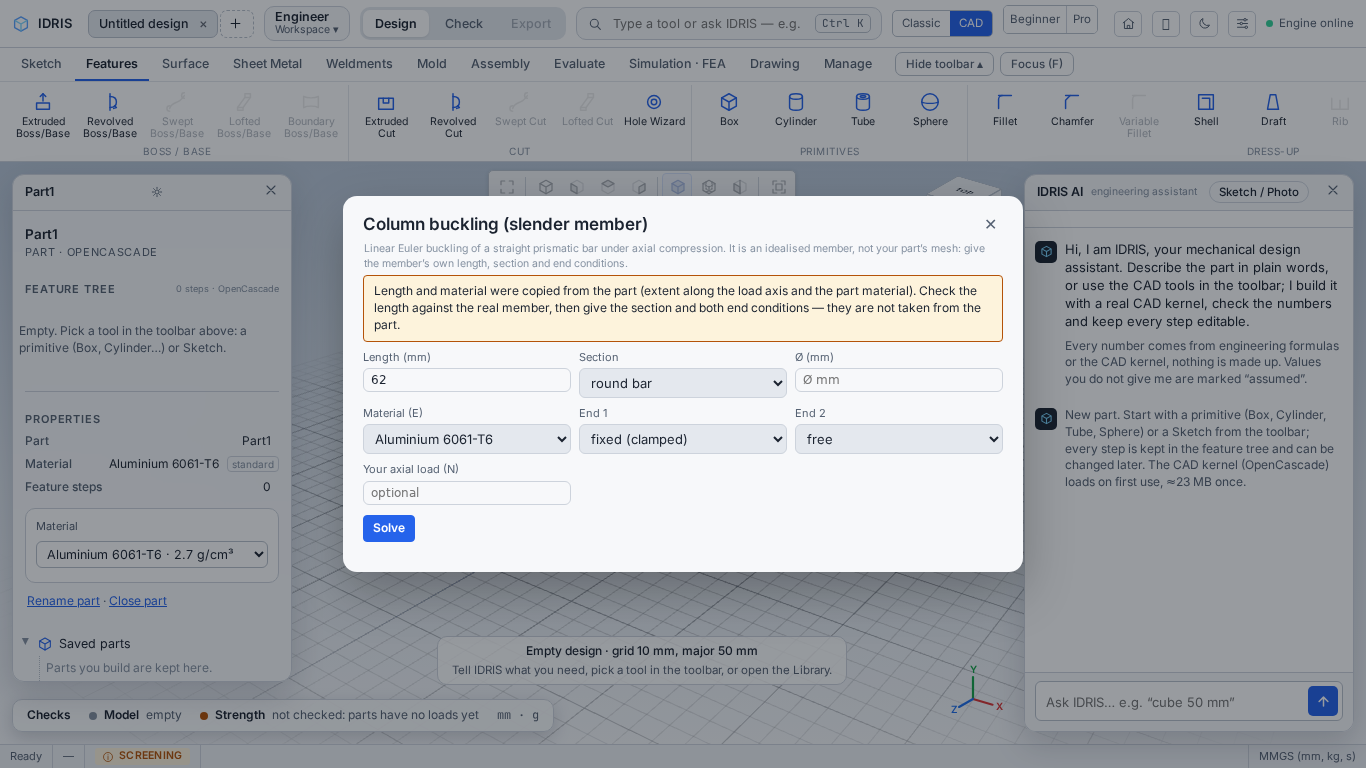 IDRIS
Untitled design ×
+
Engineer
Workspace ▾
Design
Check
Export
Type a tool or ask IDRIS — e.g.
Ctrl K
Classic
CAD
Beginner
Pro
Engine online
Sketch
Features
Surface
Sheet Metal
Weldments
Mold
Assembly
Evaluate
Simulation · FEA
Drawing
Manage
Hide toolbar ▴
Focus (F)
Extruded
Boss/Base
Revolved
Boss/Base
Swept
Boss/Base
Lofted
Boss/Base
Boundary
Boss/Base
BOSS / BASE
Extruded
Cut
Revolved
Cut
Swept Cut
Lofted Cut
Hole Wizard
CUT
Box
Cylinder
Tube
Sphere
PRIMITIVES
Fillet
Chamfer
Variable
Fillet
Shell
Draft
Rib
DRESS-UP
Part1
Part1
PART · OPENCASCADE
FEATURE TREE
0 steps · OpenCascade
Empty. Pick a tool in the toolbar above: a
primitive (Box, Cylinder…) or Sketch.
PROPERTIES
Part
Part1
Material
Aluminium 6061-T6
standard
Feature steps
0
Material
Aluminium 6061-T6 · 2.7 g/cm³
Rename part · Close part
▼ Saved parts
Parts you build are kept here.
TOP
Column buckling (slender member)
Linear Euler buckling of a straight prismatic bar under axial compression. It is an idealised member, not your part's mesh: give
the member's own length, section and end conditions.
Length and material were copied from the part (extent along the load axis and the part material). Check the
length against the real member, then give the section and both end conditions — they are not taken from the
part.
Length (mm)
62
Section
round bar
Ø (mm)
Ø mm
Material (E)
Aluminium 6061-T6
End 1
fixed (clamped)
End 2
free
Your axial load (N)
optional
Solve
IDRIS AI
engineering assistant
Sketch / Photo
Hi, I am IDRIS, your mechanical design
assistant. Describe the part in plain words,
or use the CAD tools in the toolbar; I build it
with a real CAD kernel, check the numbers
and keep every step editable.
Every number comes from engineering formulas
or the CAD kernel, nothing is made up. Values
you do not give me are marked “assumed”.
New part. Start with a primitive (Box, Cylinder,
Tube, Sphere) or a Sketch from the toolbar;
every step is kept in the feature tree and can be
changed later. The CAD kernel (OpenCascade)
loads on first use, ≈23 MB once.
Ask IDRIS… e.g. “cube 50 mm”
Empty design · grid 10 mm, major 50 mm
Tell IDRIS what you need, pick a tool in the toolbar, or open the Library.
Y
Z
X
Checks
Model empty
Strength not checked: parts have no loads yet
mm · g
Ready
—
SCREENING
MMGS (mm, kg, s)